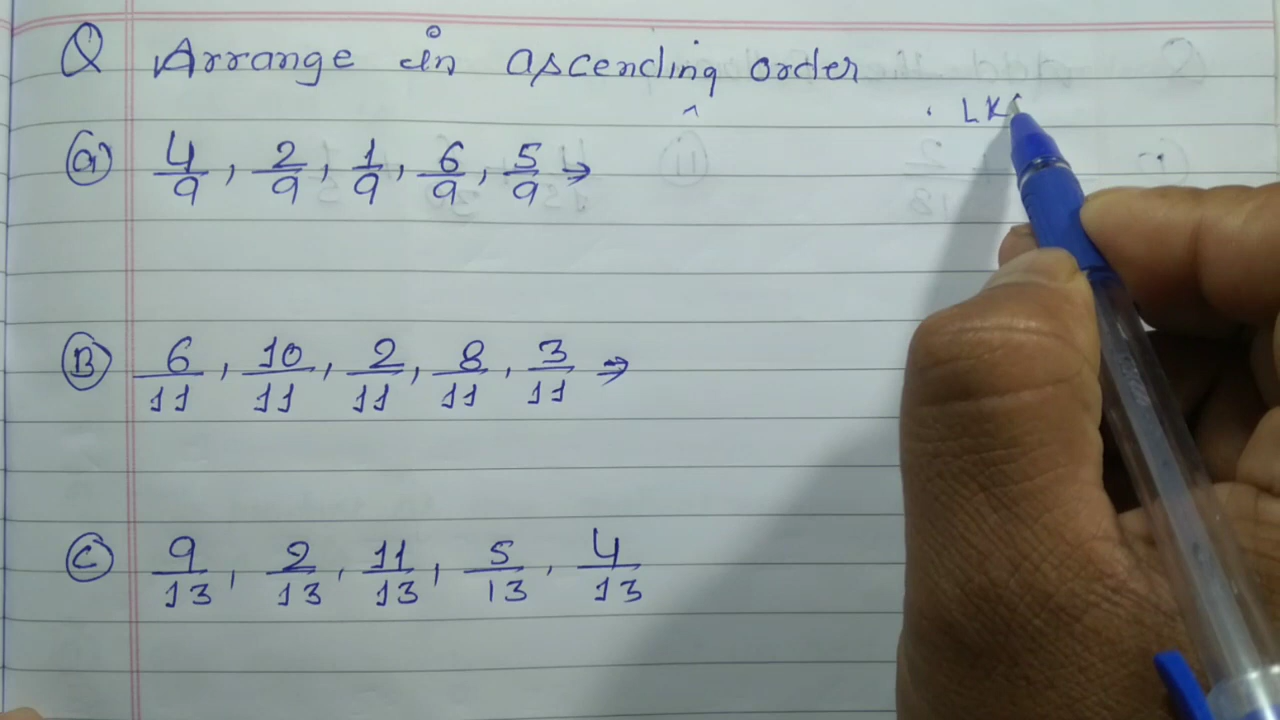 Q Arrange in ascending order
LK
(a) 4/9, 2/9, 1/9, 6/9, 5/9 →
(B) 6/11, 10/11, 2/11, 8/11, 3/11 →
(C) 9/13, 2/13, 11/13, 5/13, 4/13